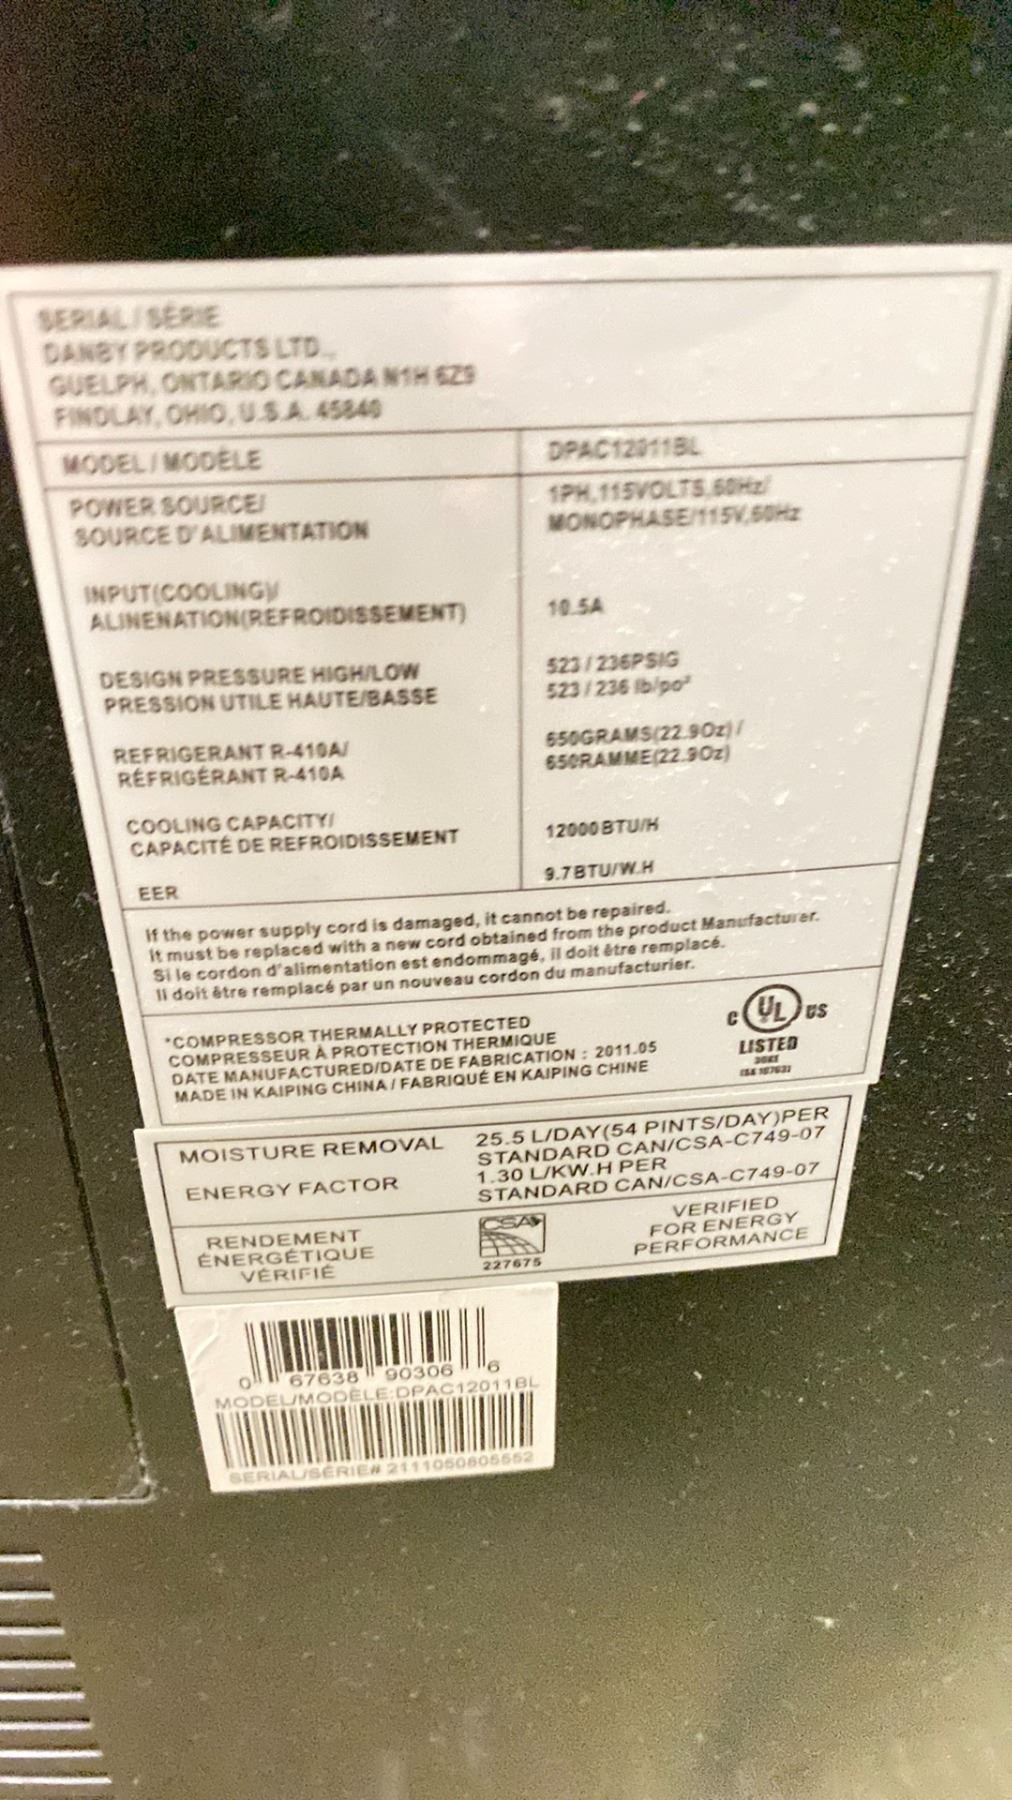 SERIAL / SÉRIE
DANBY PRODUCTS LTD.,
GUELPH, ONTARIO CANADA N1H 6Z9
FINDLAY, OHIO, U.S.A. 45840
MODEL / MODÈLE DPAC12011BL
POWER SOURCE/ 1PH,115VOLTS,60Hz/
SOURCE D'ALIMENTATION MONOPHASE/115V,60Hz
INPUT(COOLING)/
ALINENATION(REFROIDISSEMENT) 10.5A
DESIGN PRESSURE HIGH/LOW 523 / 236PSIG
PRESSION UTILE HAUTE/BASSE 523 / 236 lb/po²
REFRIGERANT R-410A/ 650GRAMS(22.9Oz) /
RÉFRIGÉRANT R-410A 650RAMME(22.9Oz)
COOLING CAPACITY/
CAPACITÉ DE REFROIDISSEMENT 12000BTU/H
EER 9.7BTU/W.H
If the power supply cord is damaged, it cannot be repaired.
It must be replaced with a new cord obtained from the product Manufacturer.
Si le cordon d'alimentation est endommagé, il doit être remplacé.
Il doit être remplacé par un nouveau cordon du manufacturier.
*COMPRESSOR THERMALLY PROTECTED
COMPRESSEUR À PROTECTION THERMIQUE
DATE MANUFACTURED/DATE DE FABRICATION : 2011.05
MADE IN KAIPING CHINA / FABRIQUÉ EN KAIPING CHINE
C UL US
LISTED
MOISTURE REMOVAL 25.5 L/DAY(54 PINTS/DAY)PER
STANDARD CAN/CSA-C749-07
ENERGY FACTOR 1.30 L/KW.H PER
STANDARD CAN/CSA-C749-07
RENDEMENT
ÉNERGÉTIQUE
VÉRIFIÉ
CSA
227675
VERIFIED
FOR ENERGY
PERFORMANCE
0 67638 90306 6
MODEL/MODÈLE:DPAC12011BL
SERIAL/SÉRIE# 2111050805552